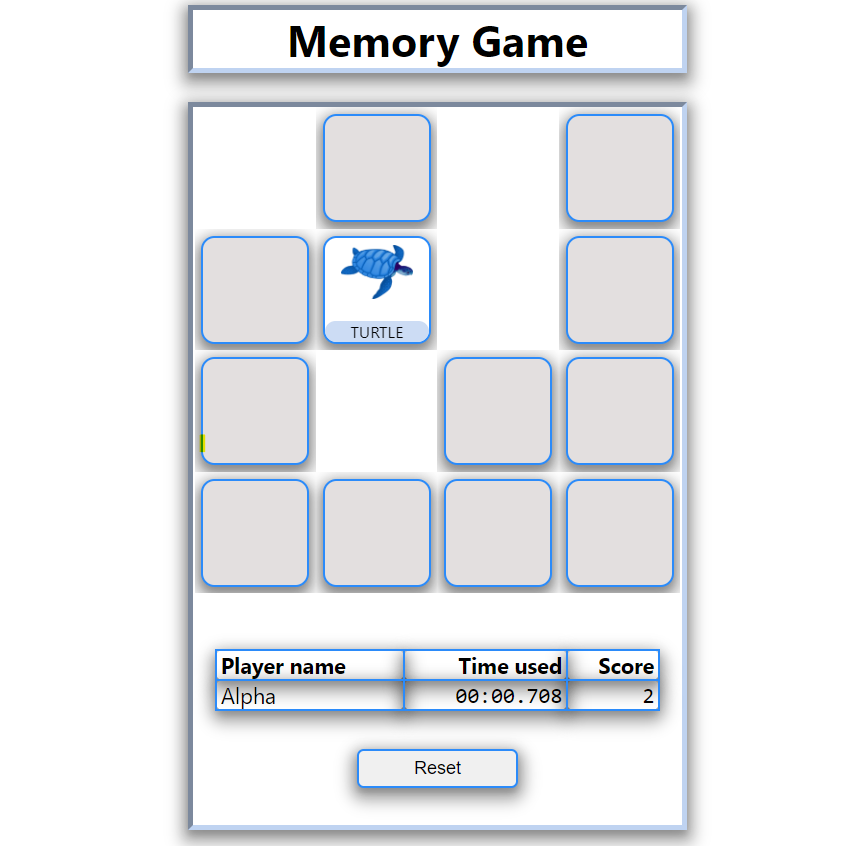 Memory Game
TURTLE
Player name Time used Score
Alpha 00:00.708 2
Reset